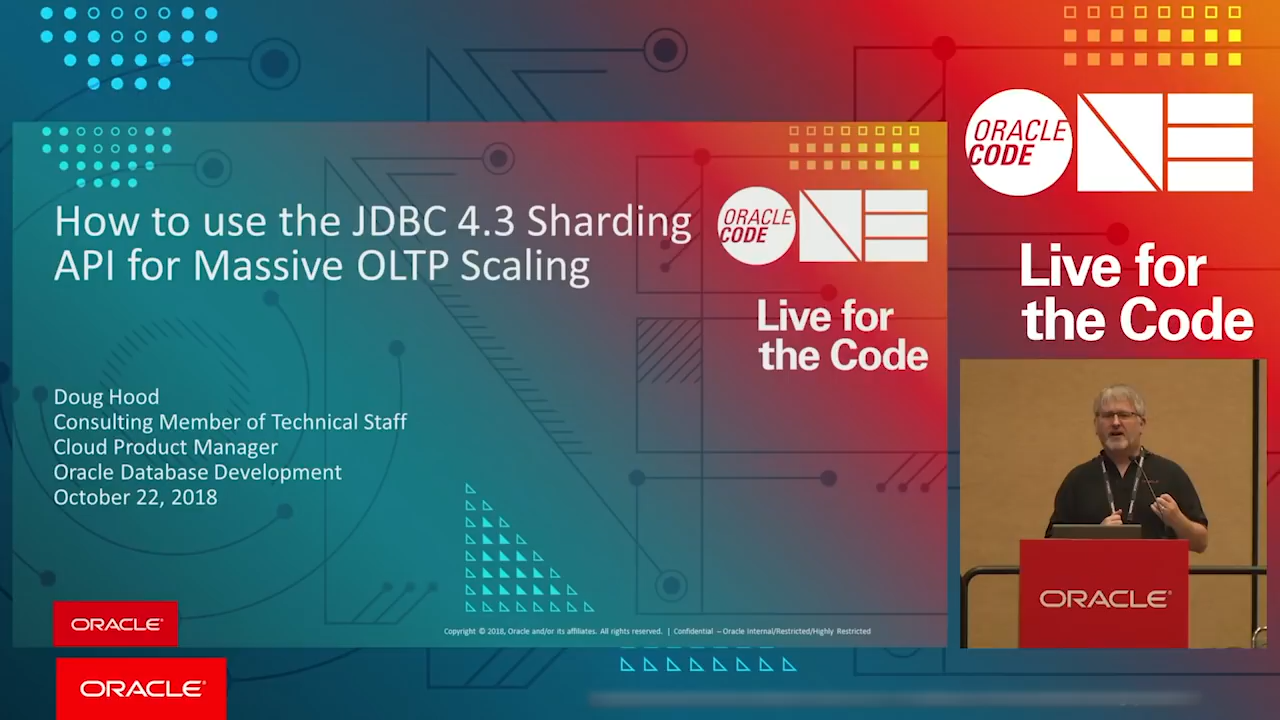 How to use the JDBC 4.3 Sharding
API for Massive OLTP Scaling
Doug Hood
Consulting Member of Technical Staff
Cloud Product Manager
Oracle Database Development
October 22, 2018
ORACLE
CODE
ONE
Live for
the Code
ORACLE®
Copyright © 2018, Oracle and/or its affiliates. All rights reserved. | Confidential – Oracle Internal/Restricted/Highly Restricted
ORACLE
CODE
ONE
Live for
the Code
ORACLE®
ORACLE®